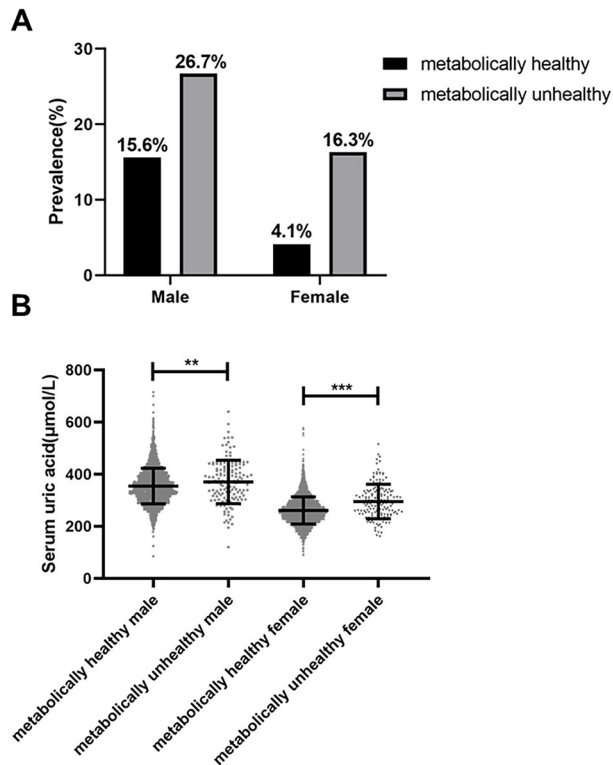 A
30
20
10
0
Prevalence(%)
15.6%
26.7%
4.1%
16.3%
Male
Female
metabolically healthy
metabolically unhealthy
B
800
600
400
200
0
Serum uric acid(μmol/L)
**
***
metabolically healthy male
metabolically unhealthy male
metabolically healthy female
metabolically unhealthy female